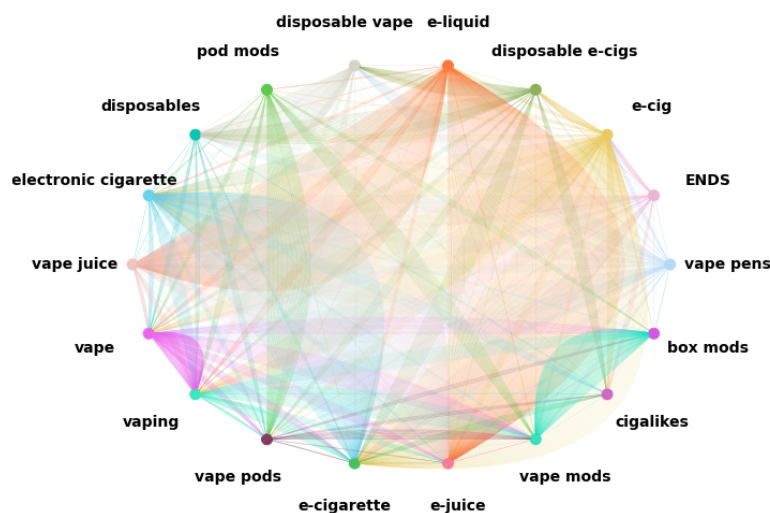 disposable vape
e-liquid
pod mods
disposable e-cigs
disposables
e-cig
electronic cigarette
ENDS
vape juice
vape pens
vape
box mods
vaping
cigalikes
vape pods
vape mods
e-cigarette
e-juice